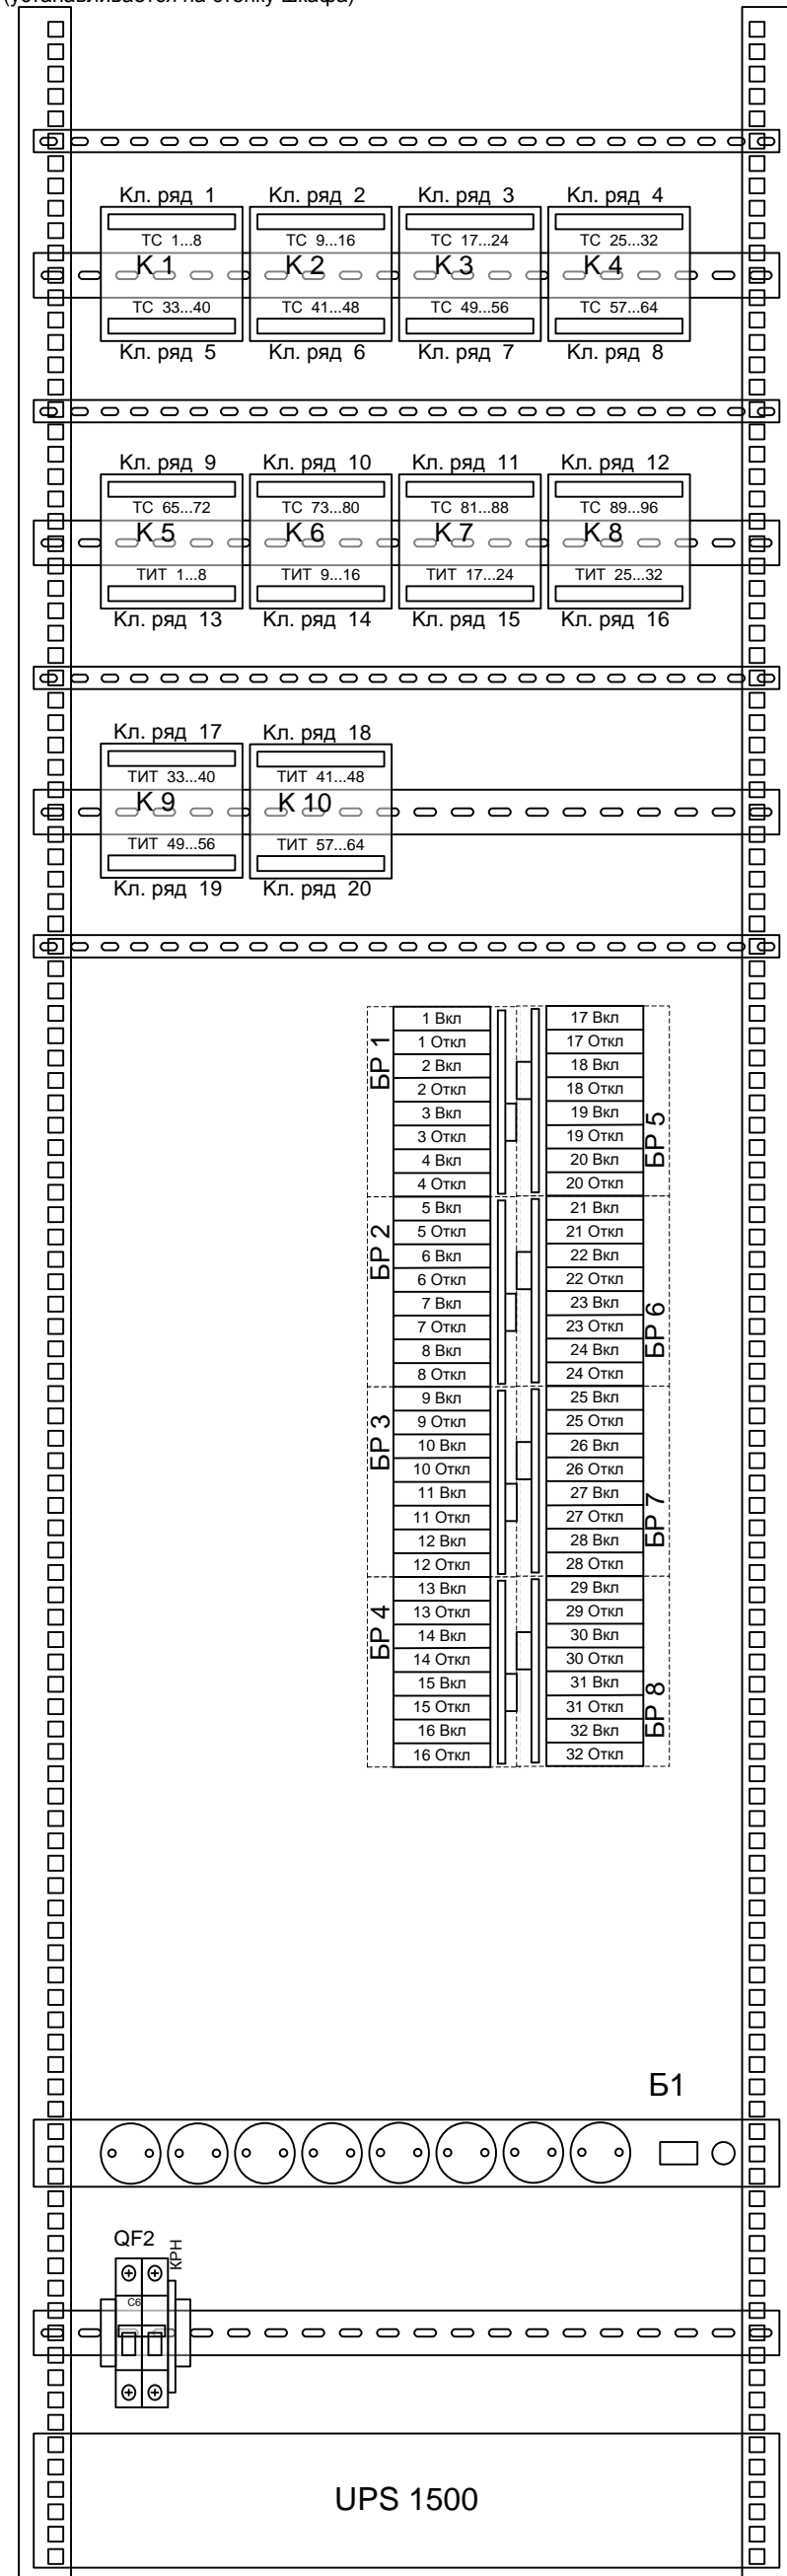 (устанавливается на стойку шкафа)
Кл. ряд 1 Кл. ряд 2 Кл. ряд 3 Кл. ряд 4
ТС 1...8 ТС 9...16 ТС 17...24 ТС 25...32
К 1 К 2 К 3 К 4
ТС 33...40 ТС 41...48 ТС 49...56 ТС 57...64
Кл. ряд 5 Кл. ряд 6 Кл. ряд 7 Кл. ряд 8
Кл. ряд 9 Кл. ряд 10 Кл. ряд 11 Кл. ряд 12
ТС 65...72 ТС 73...80 ТС 81...88 ТС 89...96
К 5 К 6 К 7 К 8
ТИТ 1...8 ТИТ 9...16 ТИТ 17...24 ТИТ 25...32
Кл. ряд 13 Кл. ряд 14 Кл. ряд 15 Кл. ряд 16
Кл. ряд 17 Кл. ряд 18
ТИТ 33...40 ТИТ 41...48
К 9 К 10
ТИТ 49...56 ТИТ 57...64
Кл. ряд 19 Кл. ряд 20
БР 1
1 Вкл
1 Откл
2 Вкл
2 Откл
3 Вкл
3 Откл
4 Вкл
4 Откл
БР 2
5 Вкл
5 Откл
6 Вкл
6 Откл
7 Вкл
7 Откл
8 Вкл
8 Откл
БР 3
9 Вкл
9 Откл
10 Вкл
10 Откл
11 Вкл
11 Откл
12 Вкл
12 Откл
БР 4
13 Вкл
13 Откл
14 Вкл
14 Откл
15 Вкл
15 Откл
16 Вкл
16 Откл
17 Вкл
17 Откл
18 Вкл
18 Откл
19 Вкл
19 Откл
20 Вкл
20 Откл
БР 5
21 Вкл
21 Откл
22 Вкл
22 Откл
23 Вкл
23 Откл
24 Вкл
24 Откл
БР 6
25 Вкл
25 Откл
26 Вкл
26 Откл
27 Вкл
27 Откл
28 Вкл
28 Откл
БР 7
29 Вкл
29 Откл
30 Вкл
30 Откл
31 Вкл
31 Откл
32 Вкл
32 Откл
БР 8
Б1
QF2
КРН
С6
UPS 1500